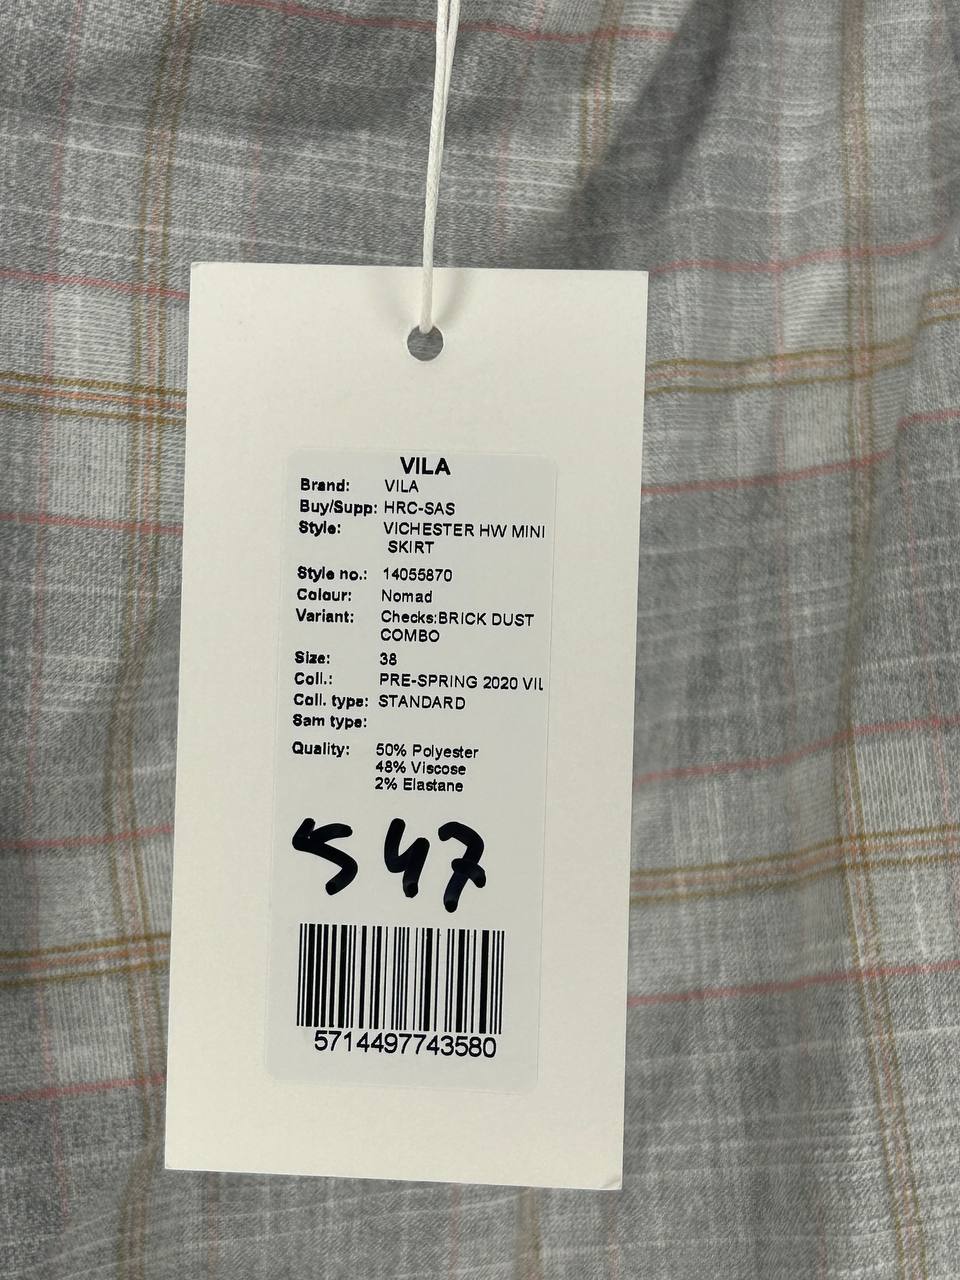 VILA
Brand: VILA
Buy/Supp: HRC-SAS
Style: VICHESTER HW MINI
SKIRT
Style no.: 14055870
Colour: Nomad
Variant: Checks:BRICK DUST
COMBO
Size: 38
Coll.: PRE-SPRING 2020 VIL
Coll. type: STANDARD
Sam type:
Quality: 50% Polyester
48% Viscose
2% Elastane
547
5714497743580